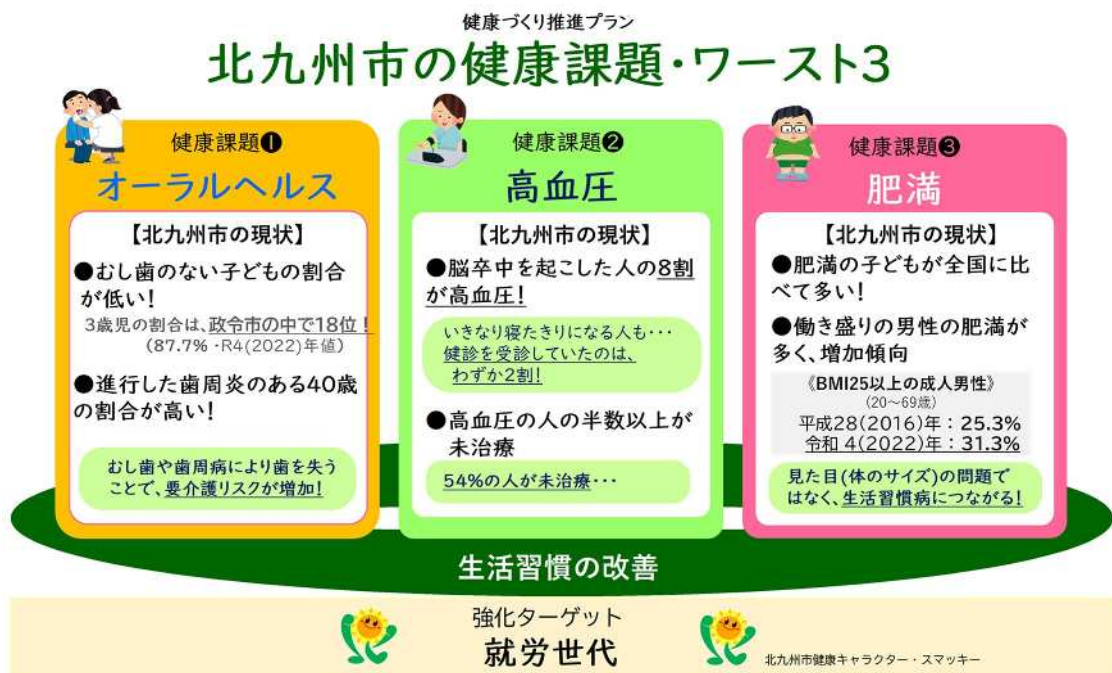 健康づくり推進プラン
北九州市の健康課題・ワースト3
健康課題❶
オーラルヘルス
【北九州市の現状】
●むし歯のない子どもの割合
が低い!
3歳児の割合は、政令市の中で18位!
(87.7% ・R4(2022)年値)
●進行した歯周炎のある40歳
の割合が高い!
むし歯や歯周病により歯を失う
ことで、要介護リスクが増加!
健康課題❷
高血圧
【北九州市の現状】
●脳卒中を起こした人の8割
が高血圧!
いきなり寝たきりになる人も・・・
健診を受診していたのは、
わずか2割!
●高血圧の人の半数以上が
未治療
54%の人が未治療・・・
健康課題❸
肥満
【北九州市の現状】
●肥満の子どもが全国に比
べて多い!
●働き盛りの男性の肥満が
多く、増加傾向
《BMI25以上の成人男性》
(20～69歳)
平成28(2016)年：25.3%
令和 4(2022)年：31.3%
見た目(体のサイズ)の問題で
はなく、生活習慣病につながる!
生活習慣の改善
強化ターゲット
就労世代
北九州市健康キャラクター・スマッキー